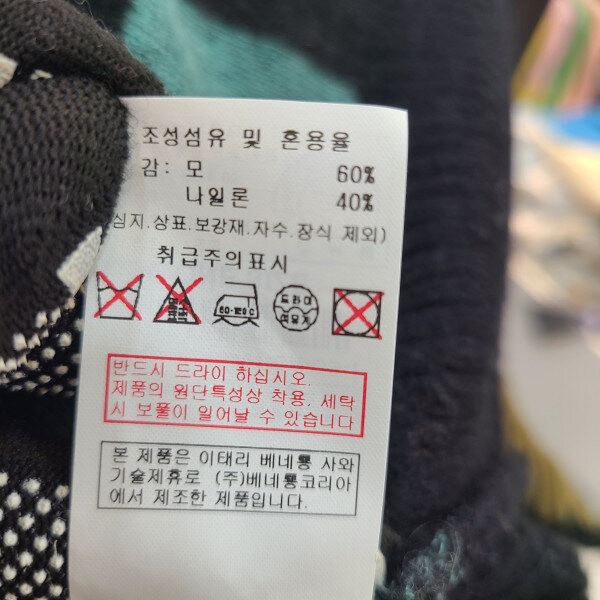 조성섬유 및 혼용율
감: 모 60%
나일론 40%
심지.상표.보강재.자수.장식 제외)
취급주의표시
드라이
반드시 드라이 하십시오.
제품의 원단특성상 착용, 세탁
시 보풀이 일어날 수 있습니다
본 제품은 이태리 베네통 사와
기술제휴로 (주)베네통코리아
에서 제조한 제품입니다.